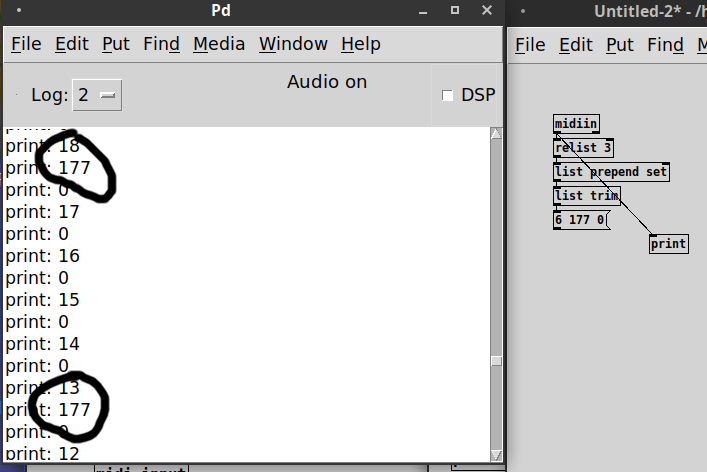 Pd
File Edit Put Find Media Window Help
Log: 2
Audio on
DSP
print: 18
print: 177
print: 0
print: 17
print: 0
print: 16
print: 0
print: 15
print: 0
print: 14
print: 0
print: 13
print: 177
print: 0
print: 12
Untitled-2* - /h
File Edit Put Find M
midiin
relist 3
list prepend set
list trim
6 177 0
print